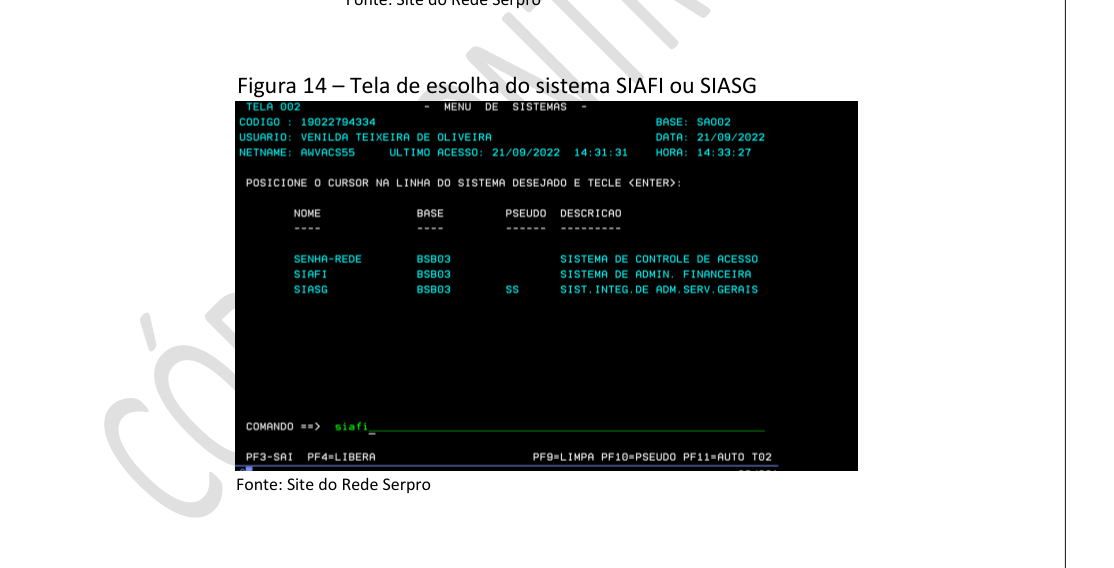 Fonte: Site do Rede Serpro
Figura 14 – Tela de escolha do sistema SIAFI ou SIASG
TELA 002 - MENU DE SISTEMAS -
CODIGO : 19022794334 BASE: SAO02
USUARIO: VENILDA TEIXEIRA DE OLIVEIRA DATA: 21/09/2022
NETNAME: AWVACS55 ULTIMO ACESSO: 21/09/2022 14:31:31 HORA: 14:33:27
POSICIONE O CURSOR NA LINHA DO SISTEMA DESEJADO E TECLE <ENTER>:
NOME BASE PSEUDO DESCRICAO
---- ---- ------ ---------
SENHA-REDE BSB03 SISTEMA DE CONTROLE DE ACESSO
SIAFI BSB03 SISTEMA DE ADMIN. FINANCEIRA
SIASG BSB03 SS SIST.INTEG.DE ADM.SERV.GERAIS
COMANDO ==> siafi_
PF3-SAI PF4=LIBERA PF9=LIMPA PF10=PSEUDO PF11=AUTO T02
Fonte: Site do Rede Serpro